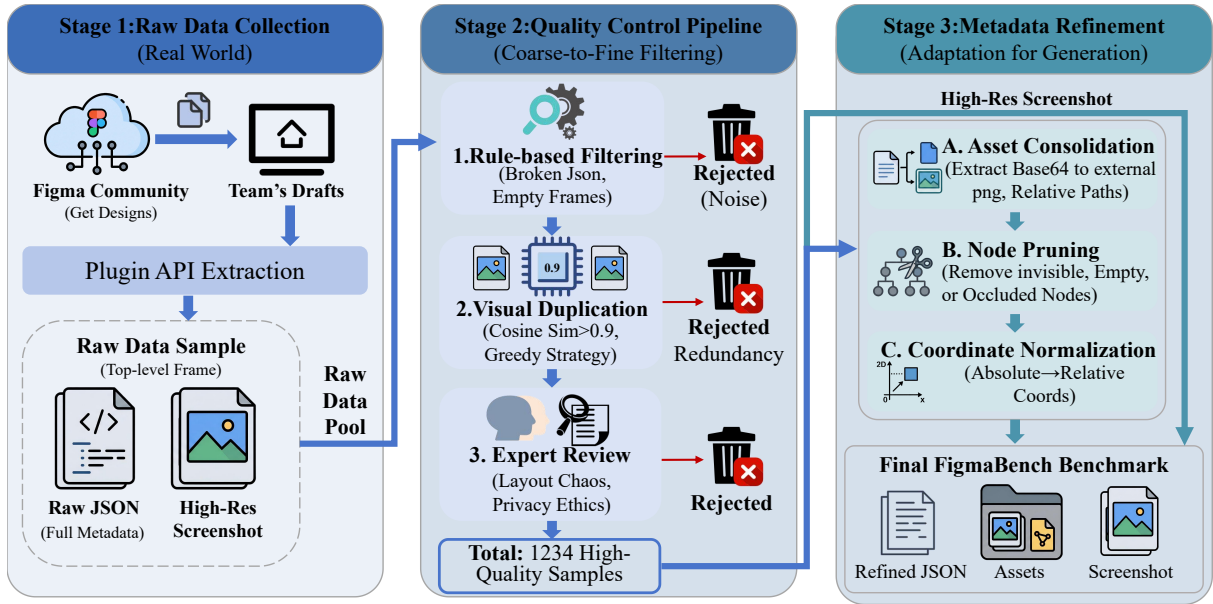 Stage 1:Raw Data Collection
(Real World)
Figma Community
(Get Designs)
Team's Drafts
Plugin API Extraction
Raw Data Sample
(Top-level Frame)
Raw JSON
(Full Metadata)
High-Res
Screenshot
Raw
Data
Pool
Stage 2:Quality Control Pipeline
(Coarse-to-Fine Filtering)
1.Rule-based Filtering
(Broken Json,
Empty Frames)
Rejected
(Noise)
0.9
2.Visual Duplication
(Cosine Sim>0.9,
Greedy Strategy)
Rejected
Redundancy
3. Expert Review
(Layout Chaos,
Privacy Ethics)
Rejected
Total: 1234 High-
Quality Samples
Stage 3:Metadata Refinement
(Adaptation for Generation)
High-Res Screenshot
A. Asset Consolidation
(Extract Base64 to external
png, Relative Paths)
B. Node Pruning
(Remove invisible, Empty,
or Occluded Nodes)
C. Coordinate Normalization
(Absolute→Relative
Coords)
2D
0
x
Final FigmaBench Benchmark
Refined JSON
Assets
Screenshot